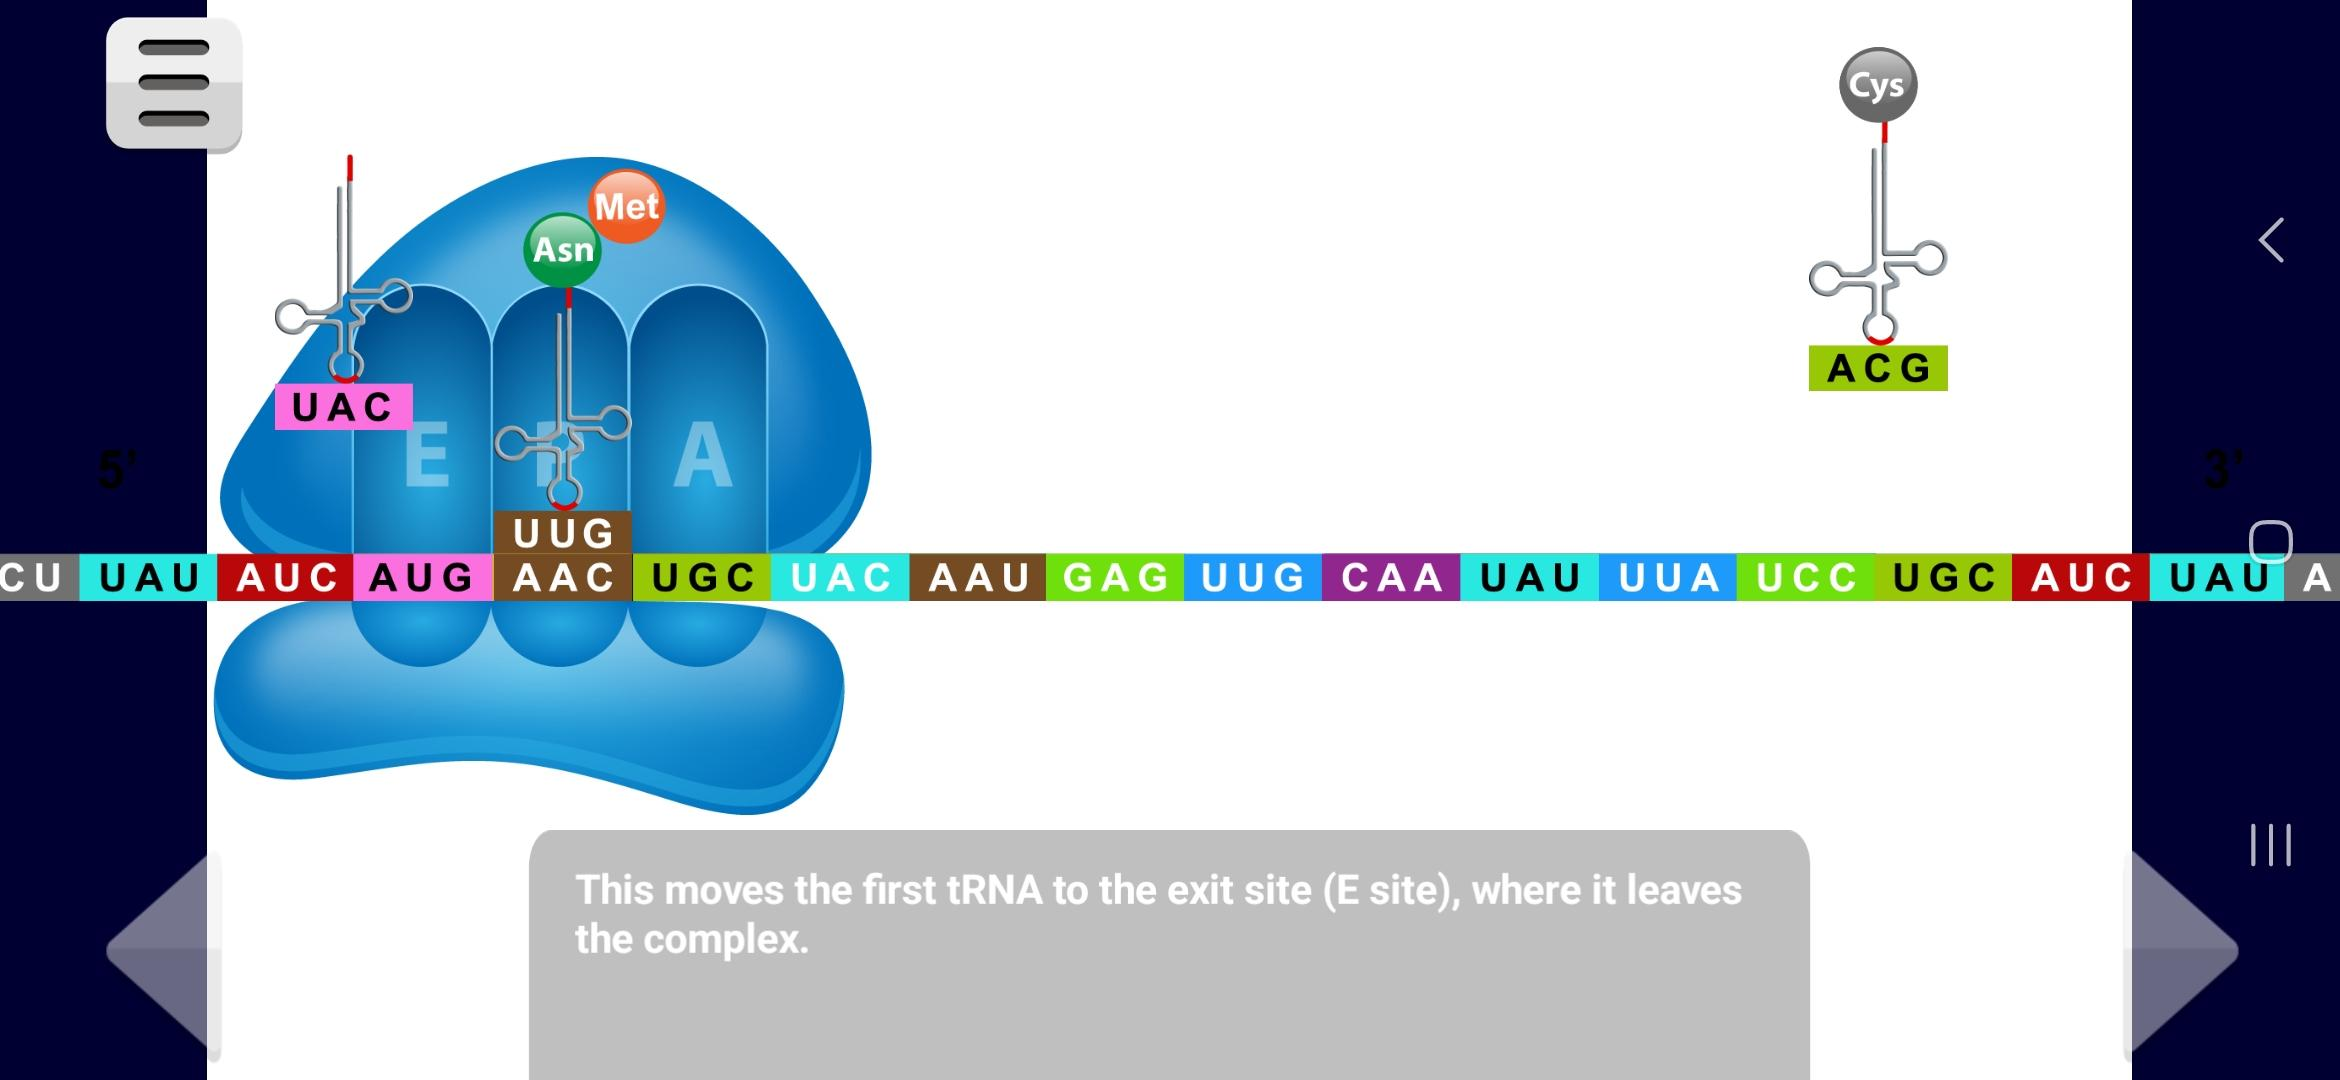 Cys
Met
Asn
ACG
UAC
E P A
5’ 3’
UUG
CU UAU AUC AUG AAC UGC UAC AAU GAG UUG CAA UAU UUA UCC UGC AUC UAU A
This moves the first tRNA to the exit site (E site), where it leaves
the complex.